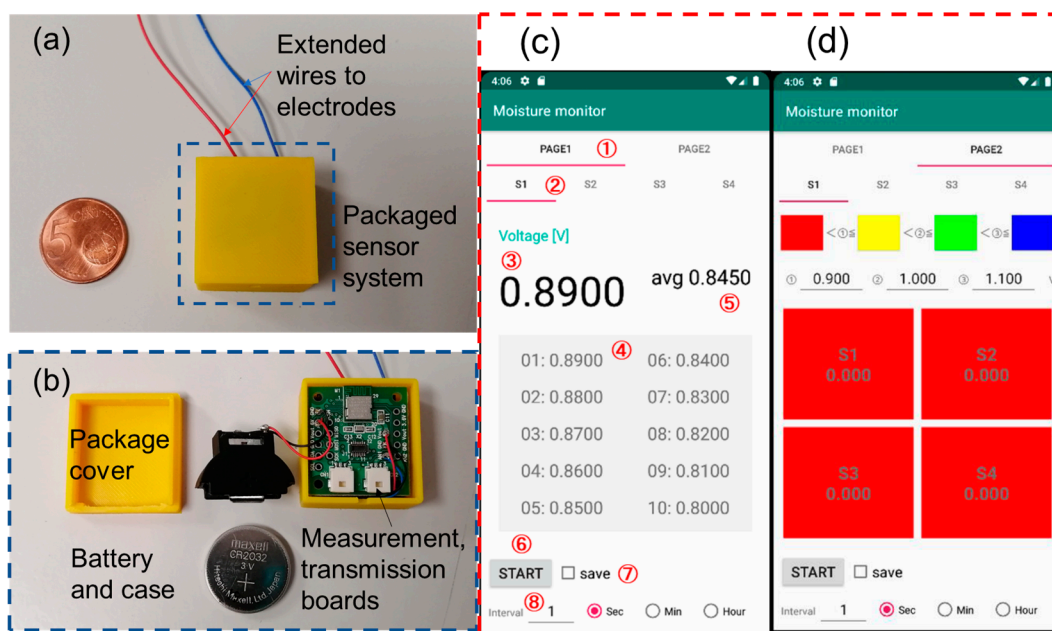 (a)
Extended
wires to
electrodes
Packaged
sensor
system
5
(b)
Package
cover
Battery
and case
maxell
CR2032
3V
Hitachi Maxell Ltd. Japan
Measurement,
transmission
boards
(c)
4:06
Moisture monitor
PAGE1 ① PAGE2
S1 ② S2 S3 S4
Voltage [V]
③
0.8900
avg 0.8450
⑤
01: 0.8900 ④ 06: 0.8400
02: 0.8800 07: 0.8300
03: 0.8700 08: 0.8200
04: 0.8600 09: 0.8100
05: 0.8500 10: 0.8000
⑥
START save ⑦
Interval ⑧ 1 Sec Min Hour
(d)
4:06
Moisture monitor
PAGE1 PAGE2
S1 S2 S3 S4
<①≦ <②≦ <③≦
① 0.900 ② 1.000 ③ 1.100
S1
0.000
S2
0.000
S3
0.000
S4
0.000
START save
Interval 1 Sec Min Hour